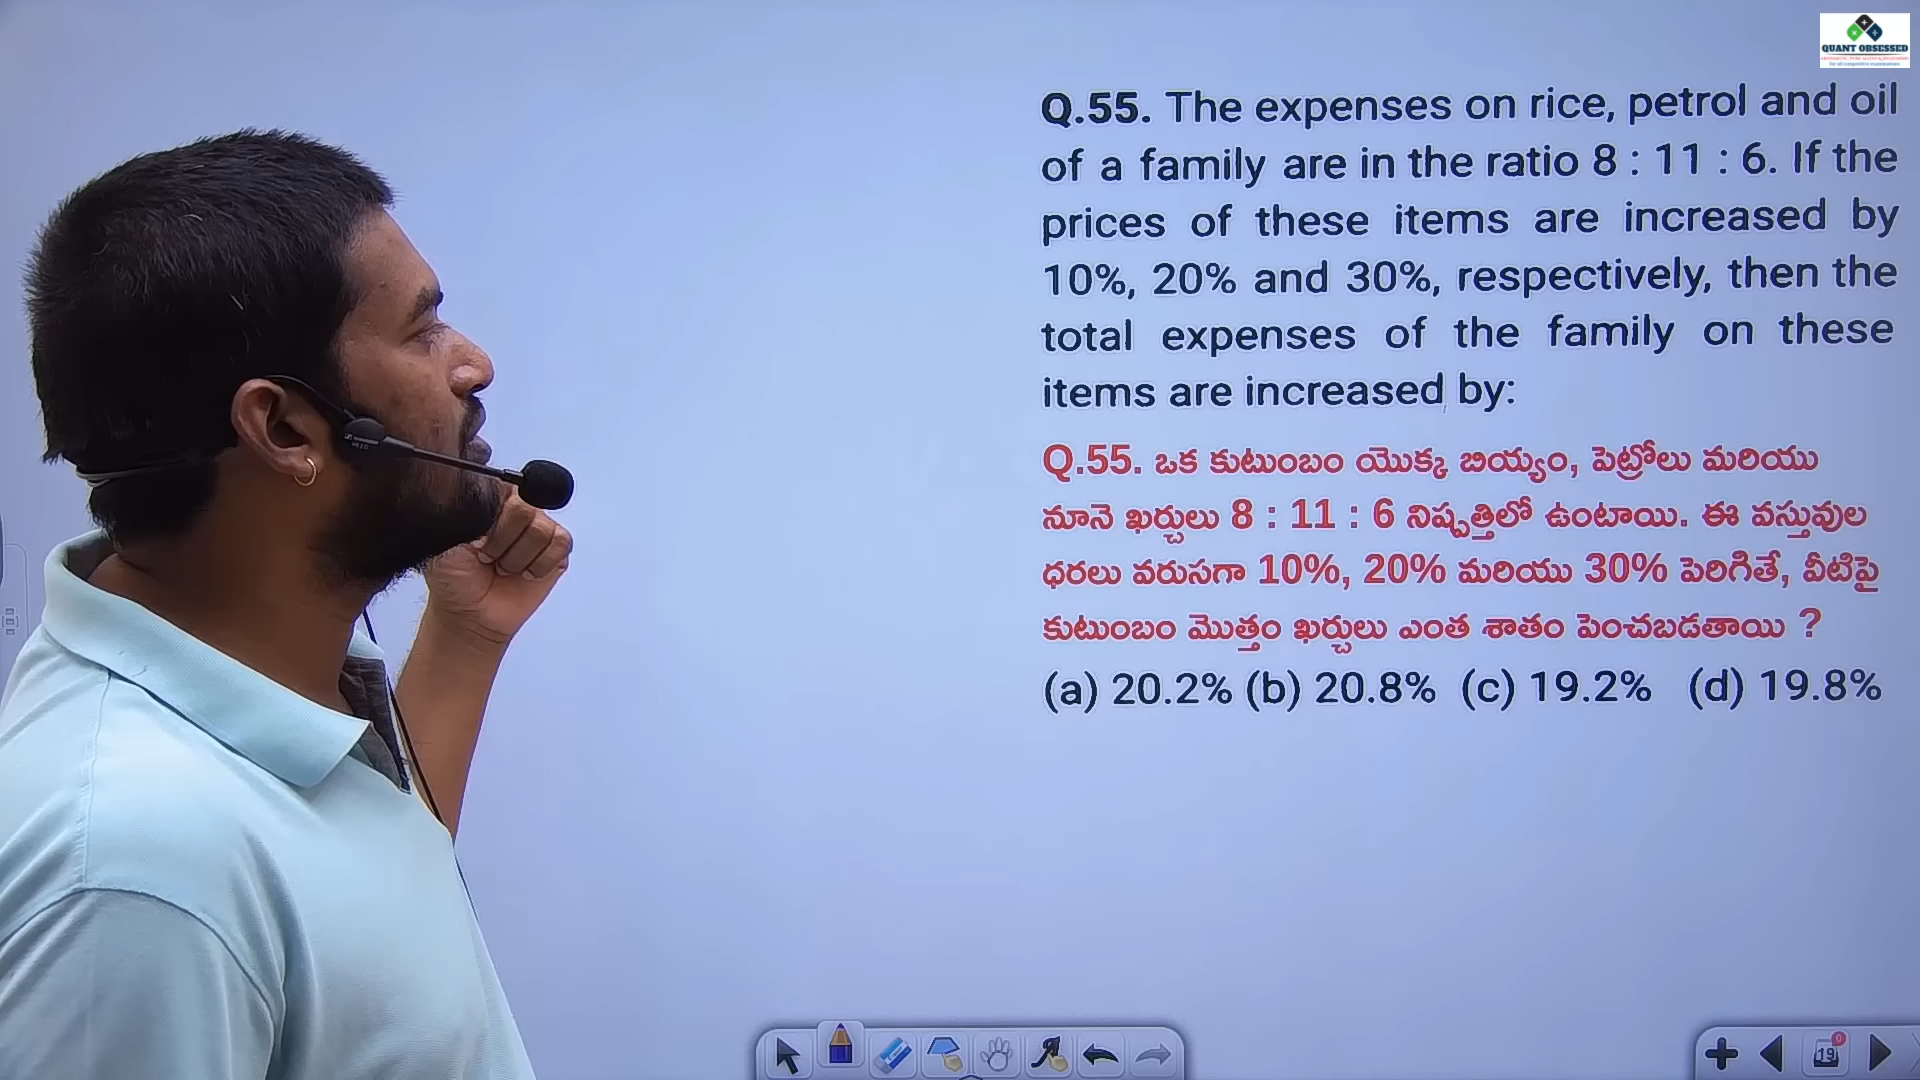 QUANT OBSESSED
Q.55. The expenses on rice, petrol and oil
of a family are in the ratio 8 : 11 : 6. If the
prices of these items are increased by
10%, 20% and 30%, respectively, then the
total expenses of the family on these
items are increased by:
Q.55. ఒక కుటుంబం యొక్క బియ్యం, పెట్రోలు మరియు
నూనె ఖర్చులు 8 : 11 : 6 నిష్పత్తిలో ఉంటాయి. ఈ వస్తువుల
ధరలు వరుసగా 10%, 20% మరియు 30% పెరిగితే, వీటిపై
కుటుంబం మొత్తం ఖర్చులు ఎంత శాతం పెంచబడతాయి ?
(a) 20.2% (b) 20.8% (c) 19.2% (d) 19.8%
19
0